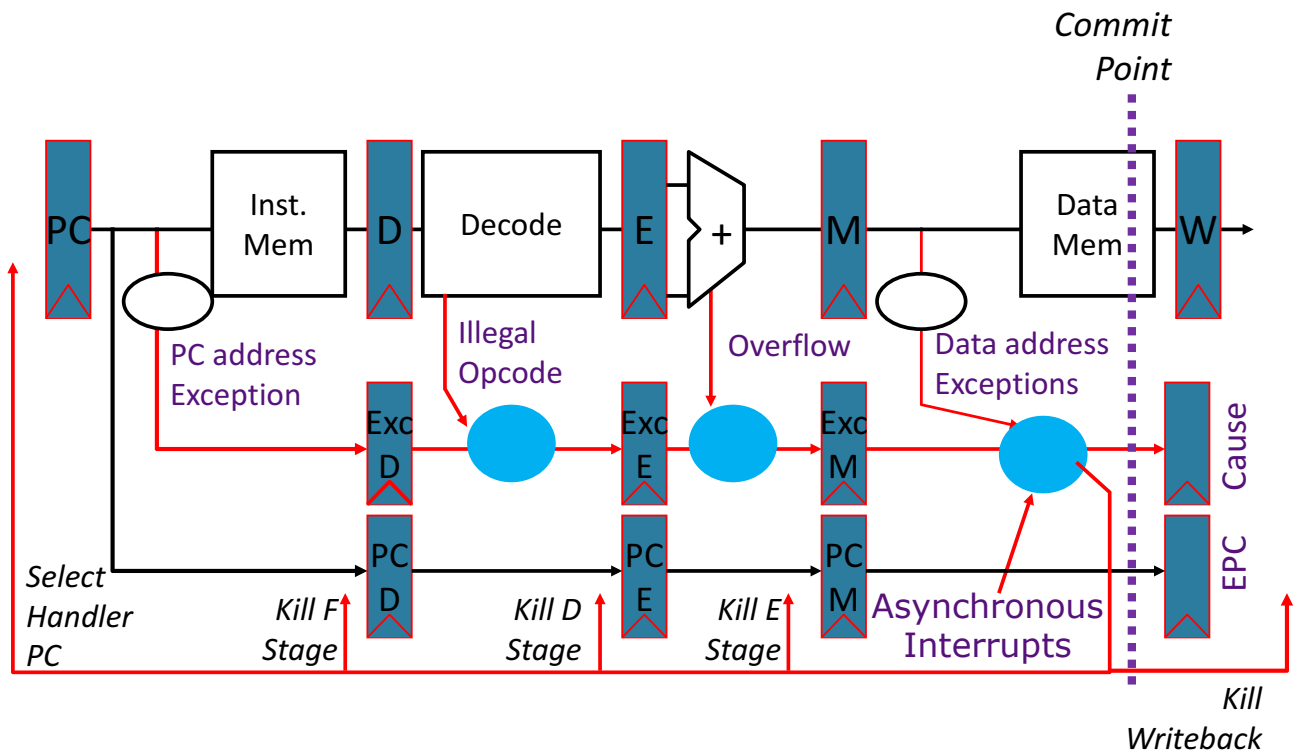 Commit
Point
PC
Inst.
Mem
D
Decode
E
+
M
Data
Mem
W
PC address
Exception
Illegal
Opcode
Overflow
Data address
Exceptions
Exc
D
Exc
E
Exc
M
Cause
PC
D
PC
E
PC
M
EPC
Select
Handler
PC
Kill F
Stage
Kill D
Stage
Kill E
Stage
Asynchronous
Interrupts
Kill
Writeback